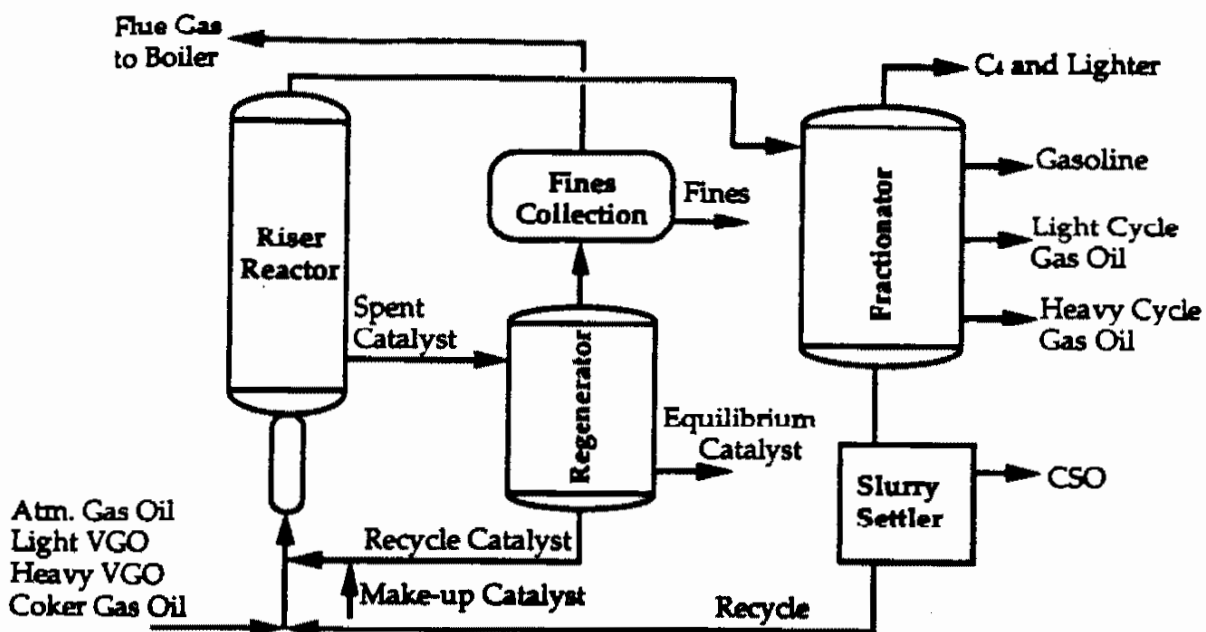 Flue Gas
to Boiler
C4 and Lighter
Gasoline
Fines
Collection
Fines
Riser
Reactor
Light Cycle
Gas Oil
Fractionator
Heavy Cycle
Gas Oil
Spent
Catalyst
Regenerator
Equilibrium
Catalyst
Slurry
Settler
CSO
Atm. Gas Oil
Light VGO
Heavy VGO
Coker Gas Oil
Recycle Catalyst
Make-up Catalyst
Recycle